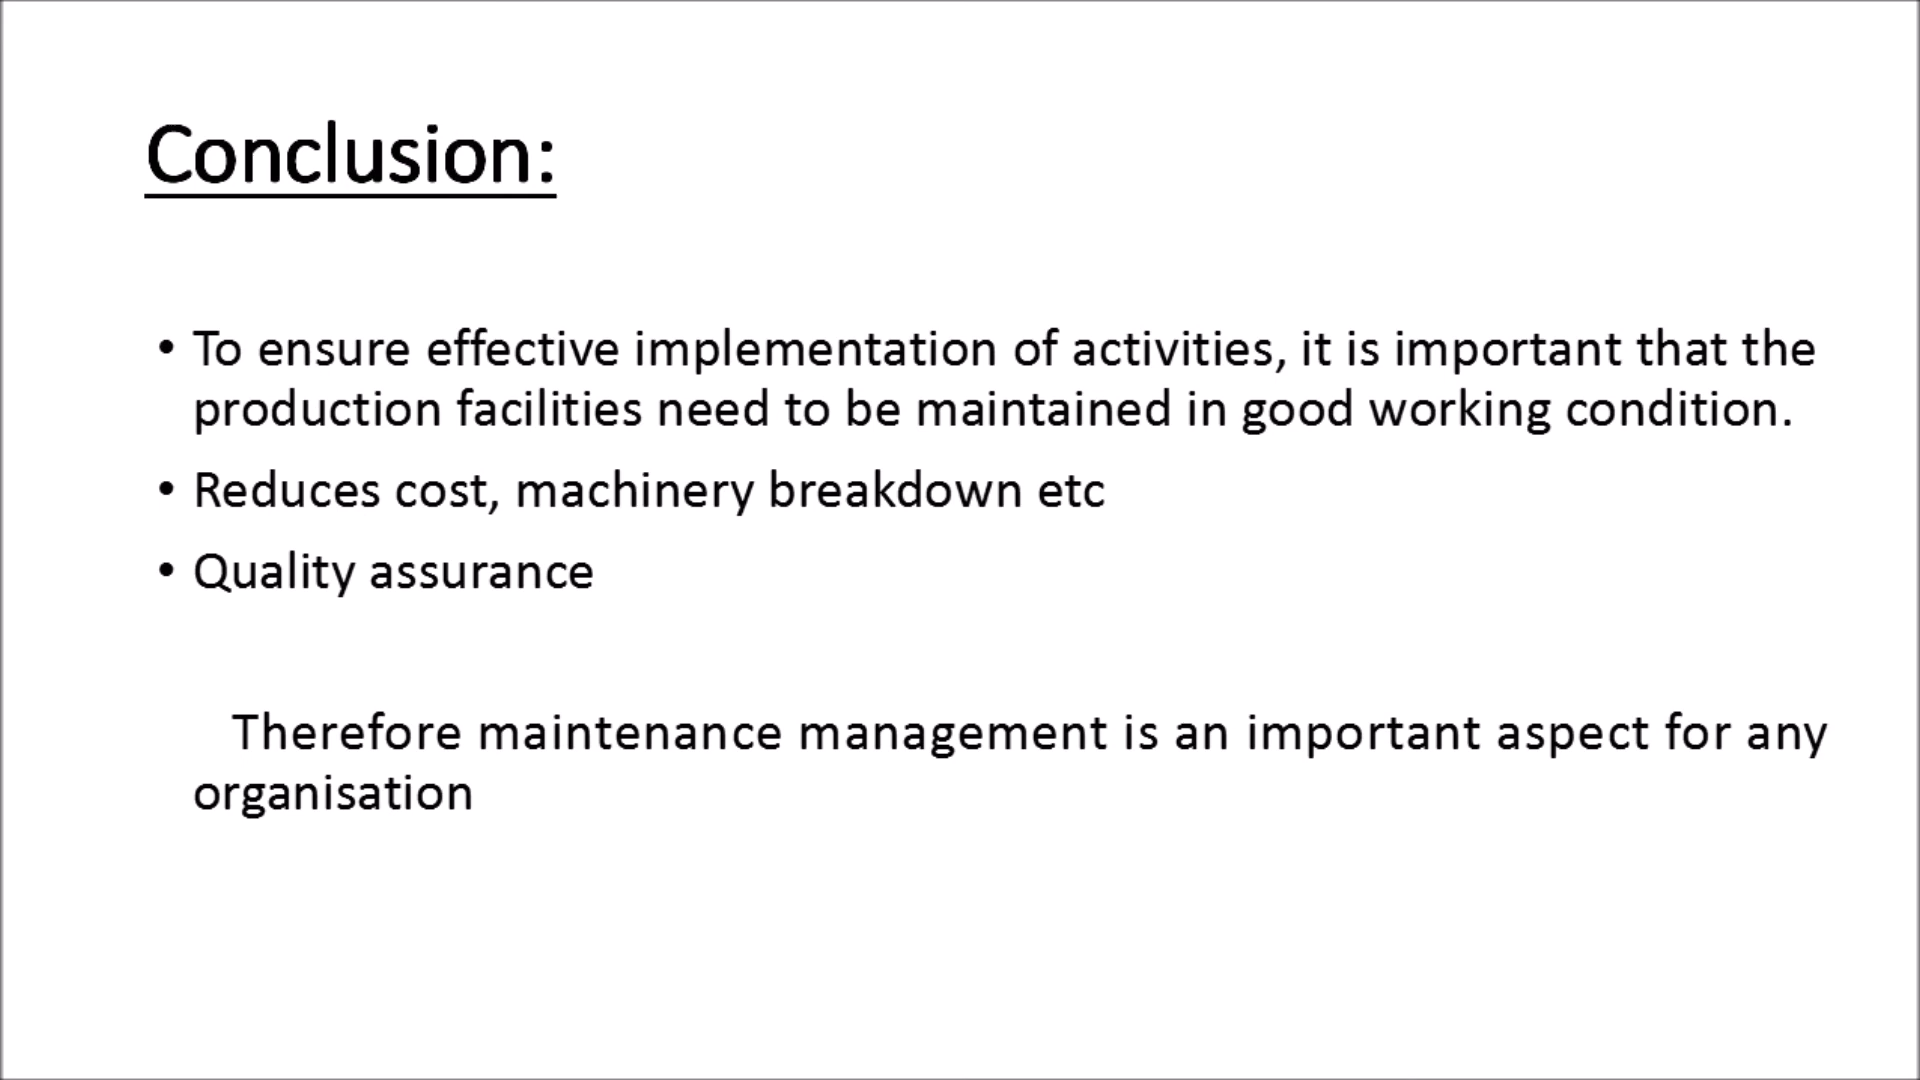 Conclusion:
• To ensure effective implementation of activities, it is important that the
production facilities need to be maintained in good working condition.
• Reduces cost, machinery breakdown etc
• Quality assurance
Therefore maintenance management is an important aspect for any
organisation